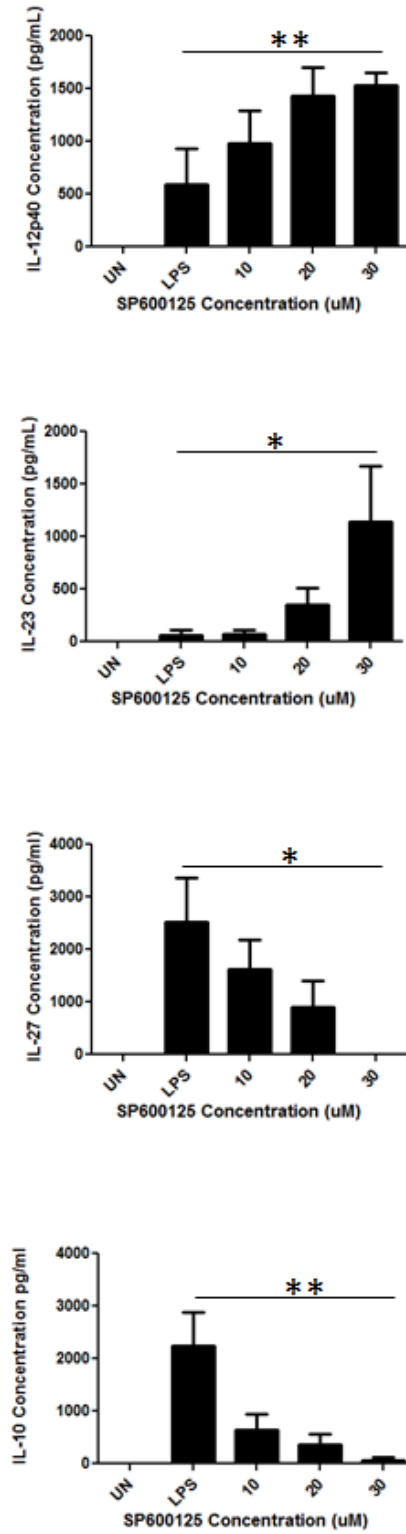 IL-12p40 Concentration (pg/mL)
2000
1500
1000
500
0
**
UN
LPS
10
20
30
SP600125 Concentration (uM)
IL-23 Concentration (pg/mL)
2000
1500
1000
500
0
*
UN
LPS
10
20
30
SP600125 Concentration (uM)
IL-27 Concentration (pg/ml)
4000
3000
2000
1000
0
*
UN
LPS
10
20
30
SP600125 Concentration (uM)
IL-10 Concentration pg/ml
4000
3000
2000
1000
0
**
UN
LPS
10
20
30
SP600125 Concentration (uM)